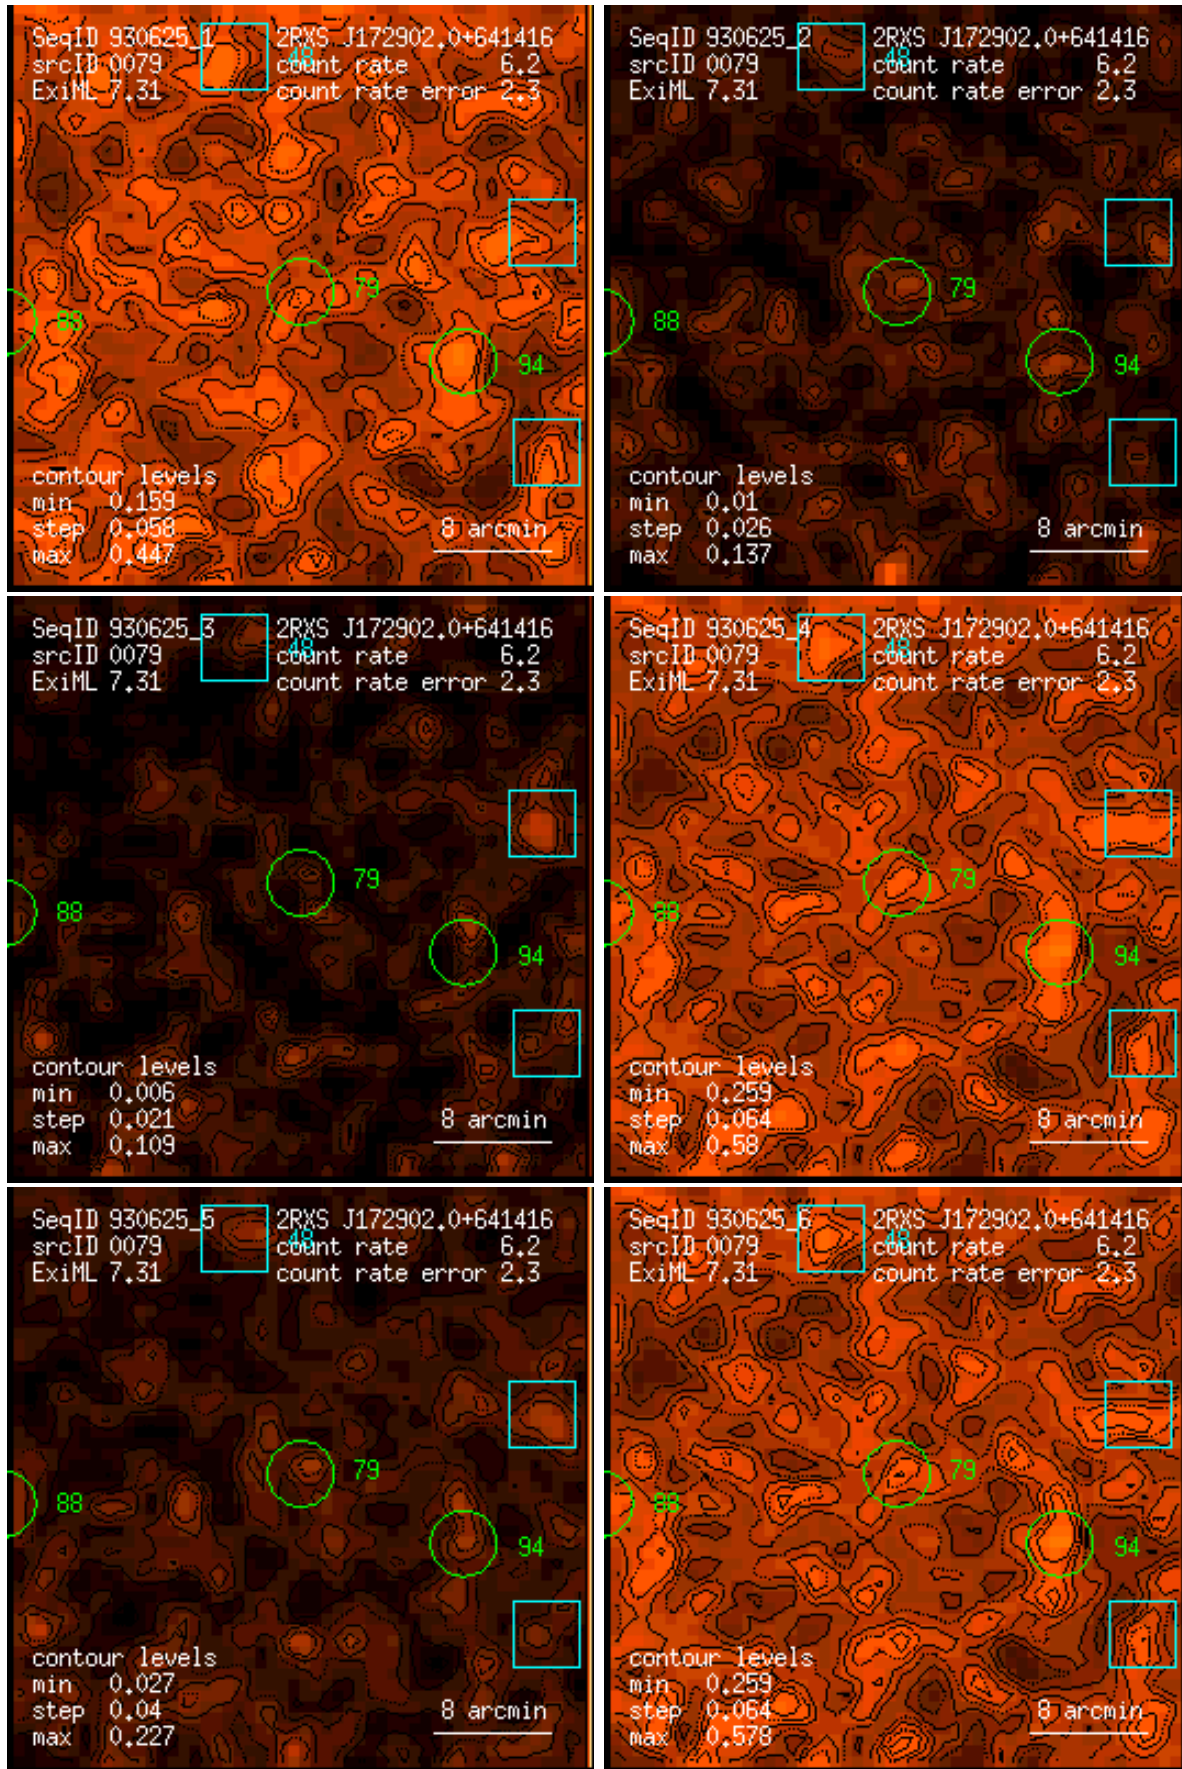 SeqID 930625_1 2RXS J172902.0+641416
srcID 0079 48 count rate 6.2
ExiML 7.31 count rate error 2.3
79
88
94
contour levels
min 0.159
step 0.058 8 arcmin
max 0.447
SeqID 930625_2 2RXS J172902.0+641416
srcID 0079 48 count rate 6.2
ExiML 7.31 count rate error 2.3
79
88
94
contour levels
min 0.01
step 0.026 8 arcmin
max 0.137
SeqID 930625_3 2RXS J172902.0+641416
srcID 0079 48 count rate 6.2
ExiML 7.31 count rate error 2.3
79
88
94
contour levels
min 0.006
step 0.021 8 arcmin
max 0.109
SeqID 930625_4 2RXS J172902.0+641416
srcID 0079 48 count rate 6.2
ExiML 7.31 count rate error 2.3
79
88
94
contour levels
min 0.259
step 0.064 8 arcmin
max 0.58
SeqID 930625_5 2RXS J172902.0+641416
srcID 0079 48 count rate 6.2
ExiML 7.31 count rate error 2.3
79
88
94
contour levels
min 0.027
step 0.04 8 arcmin
max 0.227
SeqID 930625_6 2RXS J172902.0+641416
srcID 0079 48 count rate 6.2
ExiML 7.31 count rate error 2.3
79
88
94
contour levels
min 0.259
step 0.064 8 arcmin
max 0.578